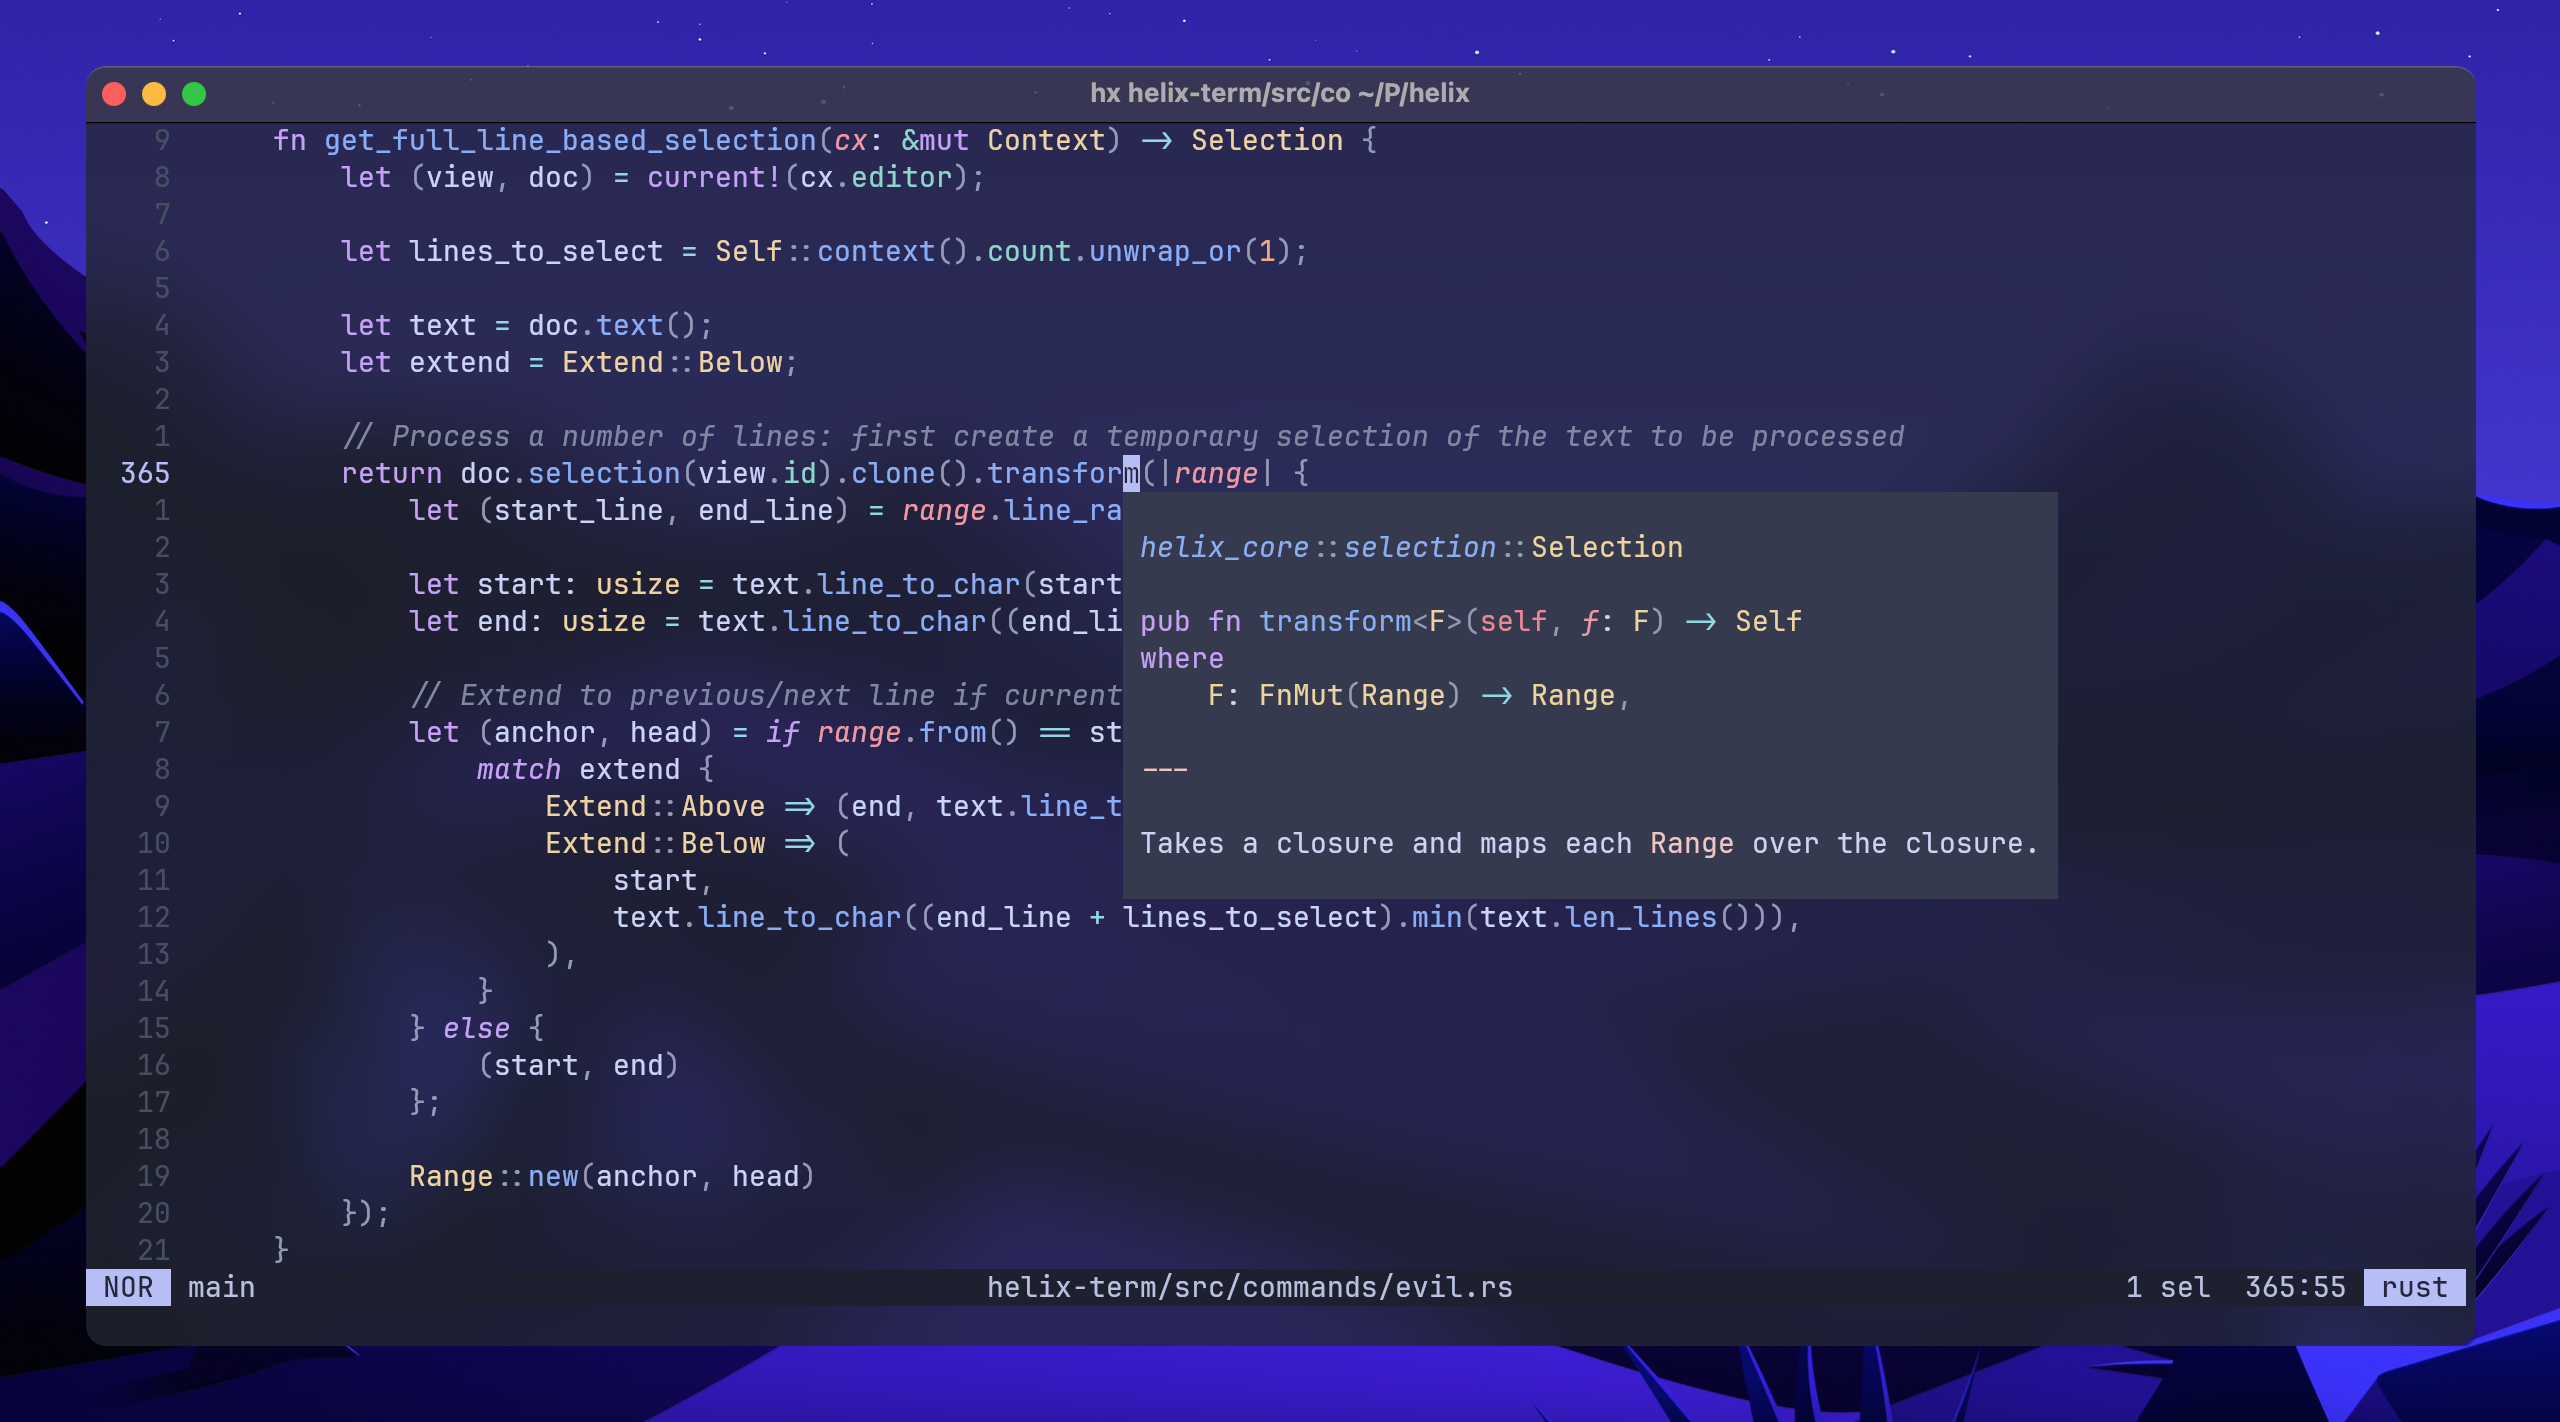 hx helix-term/src/co ~/P/helix
9 fn get_full_line_based_selection(cx: &mut Context) -> Selection {
8 let (view, doc) = current!(cx.editor);
7
6 let lines_to_select = Self::context().count.unwrap_or(1);
5
4 let text = doc.text();
3 let extend = Extend::Below;
2
1 // Process a number of lines: first create a temporary selection of the text to be processed
365 return doc.selection(view.id).clone().transform(|range| {
1 let (start_line, end_line) = range.line_ra
2
3 let start: usize = text.line_to_char(start
4 let end: usize = text.line_to_char((end_li
5
6 // Extend to previous/next line if current
7 let (anchor, head) = if range.from() == st
8 match extend {
9 Extend::Above => (end, text.line_t
10 Extend::Below => (
11 start,
12 text.line_to_char((end_line + lines_to_select).min(text.len_lines())),
13 ),
14 }
15 } else {
16 (start, end)
17 };
18
19 Range::new(anchor, head)
20 });
21 }
helix_core::selection::Selection
pub fn transform<F>(self, f: F) -> Self
where
F: FnMut(Range) -> Range,
---
Takes a closure and maps each Range over the closure.
NOR main helix-term/src/commands/evil.rs 1 sel 365:55 rust